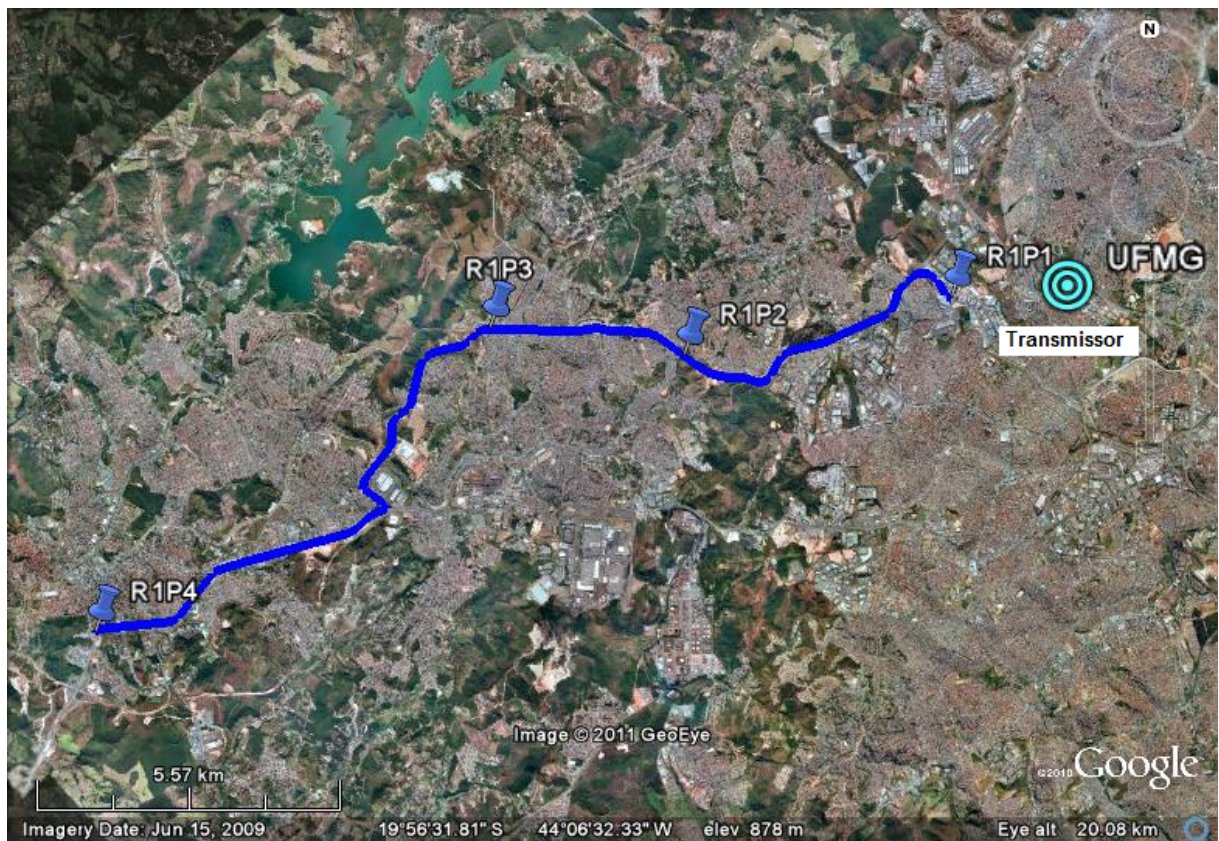 N
R1P1
UFMG
R1P3
R1P2
Transmissor
R1P4
Image © 2011 GeoEye
5.57 km
©2010 Google
Imagery Date: Jun 15, 2009 19°56'31.81" S 44°06'32.33" W elev 878 m Eye alt 20.08 km